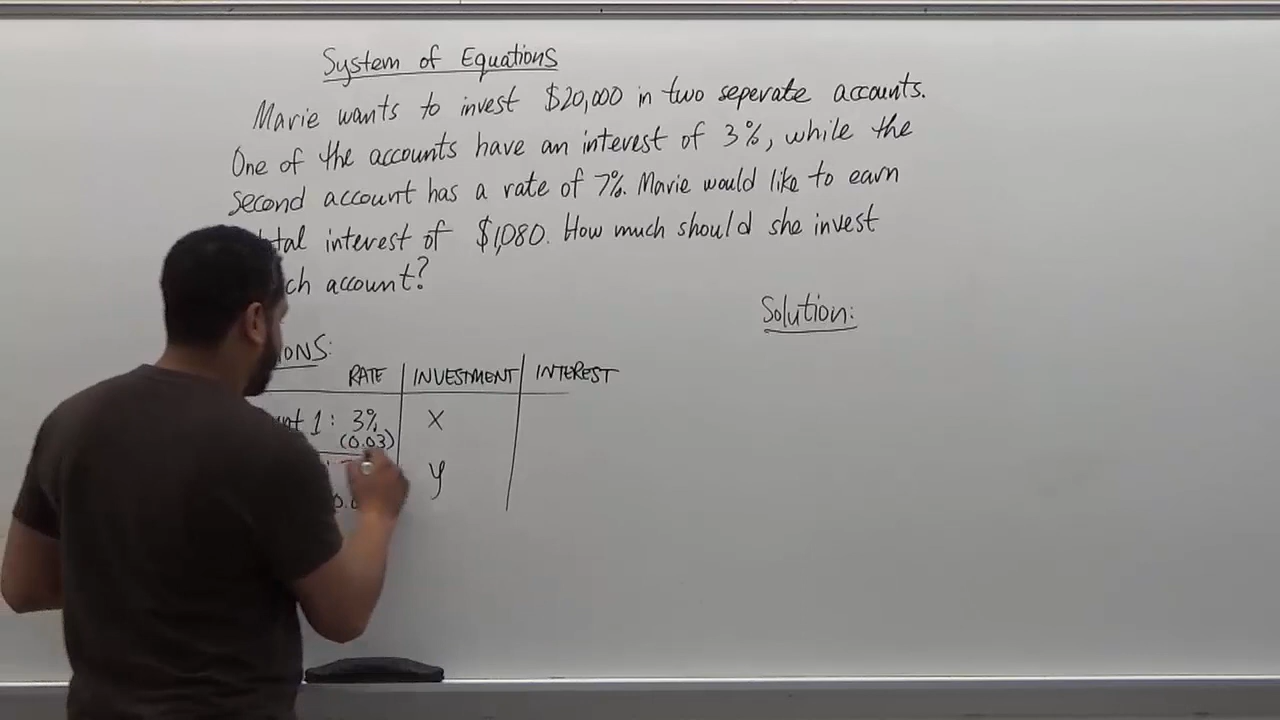 System of Equations
Marie wants to invest $20,000 in two seperate accounts.
One of the accounts have an interest of 3%, while the
second account has a rate of 7%. Marie would like to earn
interest of $1,080. How much should she invest
account?
Solution:
RATE INVESTMENT INTEREST
1: 3% x
(0.03)
y